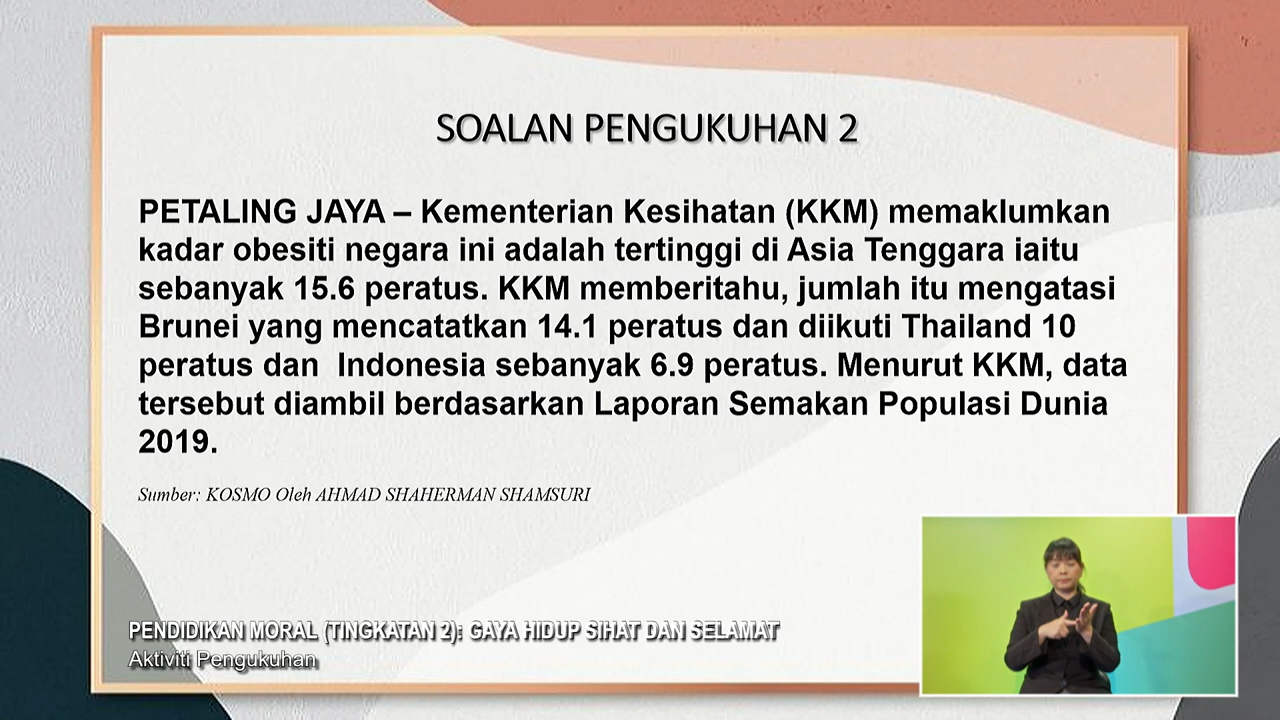 SOALAN PENGUKUHAN 2
PETALING JAYA – Kementerian Kesihatan (KKM) memaklumkan
kadar obesiti negara ini adalah tertinggi di Asia Tenggara iaitu
sebanyak 15.6 peratus. KKM memberitahu, jumlah itu mengatasi
Brunei yang mencatatkan 14.1 peratus dan diikuti Thailand 10
peratus dan  Indonesia sebanyak 6.9 peratus. Menurut KKM, data
tersebut diambil berdasarkan Laporan Semakan Populasi Dunia
2019.
Sumber: KOSMO Oleh AHMAD SHAHERMAN SHAMSURI
PENDIDIKAN MORAL (TINGKATAN 2): GAYA HIDUP SIHAT DAN SELAMAT
Aktiviti Pengukuhan